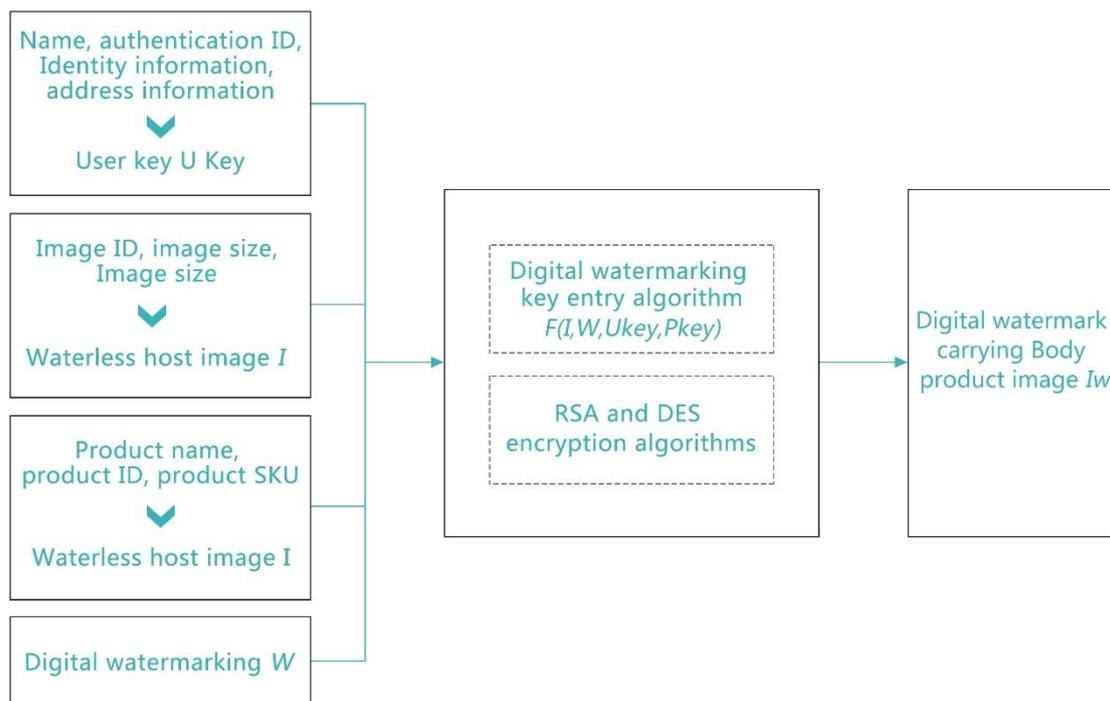 Name, authentication ID,
Identity information,
address information
User key U Key
Image ID, image size,
Image size
Waterless host image I
Product name,
product ID, product SKU
Waterless host image I
Digital watermarking W
Digital watermarking
key entry algorithm
F(I,W,Ukey,Pkey)
RSA and DES
encryption algorithms
Digital watermark
carrying Body
product image Iw